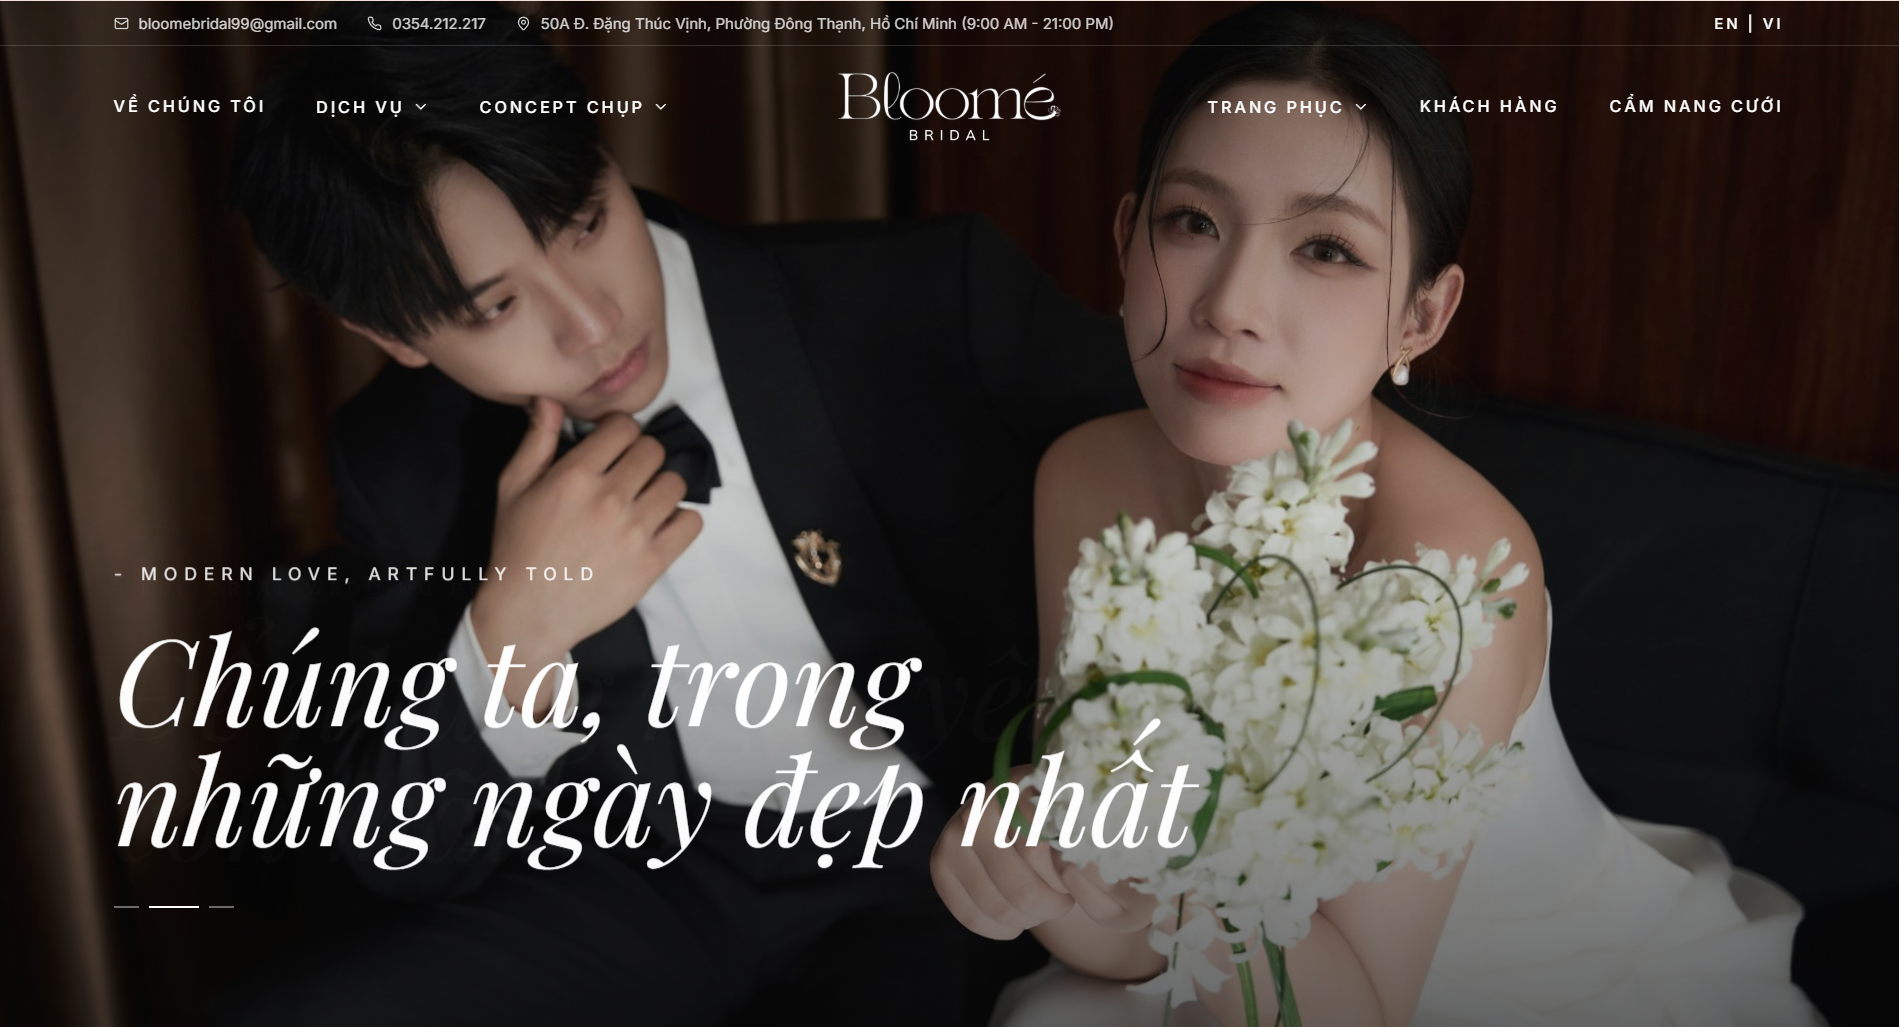 bloomebridal99@gmail.com 0354.212.217 50A Đ. Đặng Thúc Vịnh, Phường Đông Thạnh, Hồ Chí Minh (9:00 AM - 21:00 PM) EN | VI
VỀ CHÚNG TÔI DỊCH VỤ CONCEPT CHỤP Bloomé TRANG PHỤC KHÁCH HÀNG CẨM NANG CƯỚI
BRIDAL
- MODERN LOVE, ARTFULLY TOLD
Chúng ta, trong
những ngày đẹp nhất